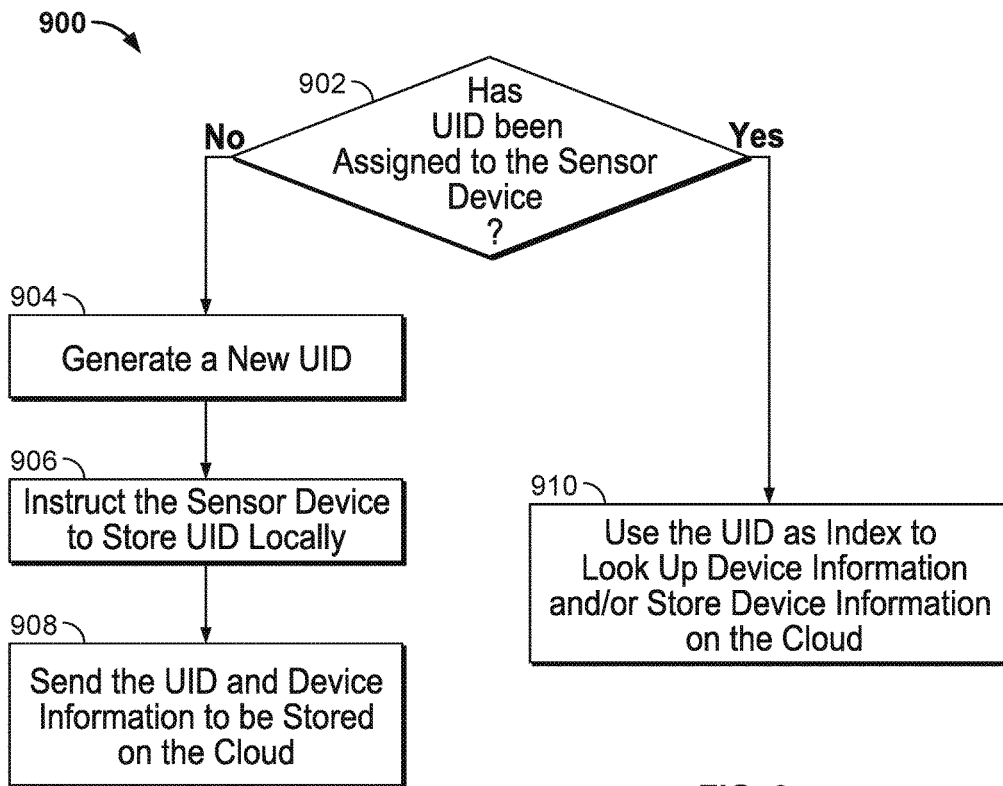 900
902
Has
UID been
Assigned to the Sensor
Device
?
No
Yes
904
Generate a New UID
906
Instruct the Sensor Device
to Store UID Locally
908
Send the UID and Device
Information to be Stored
on the Cloud
910
Use the UID as Index to
Look Up Device Information
and/or Store Device Information
on the Cloud